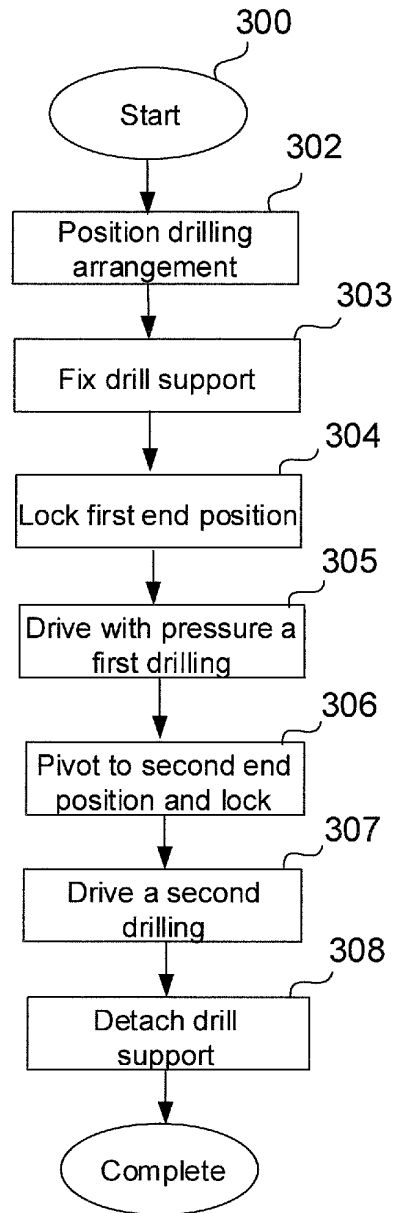 300
Start
302
Position drilling
arrangement
303
Fix drill support
304
Lock first end position
305
Drive with pressure a
first drilling
306
Pivot to second end
position and lock
307
Drive a second
drilling
308
Detach drill
support
Complete